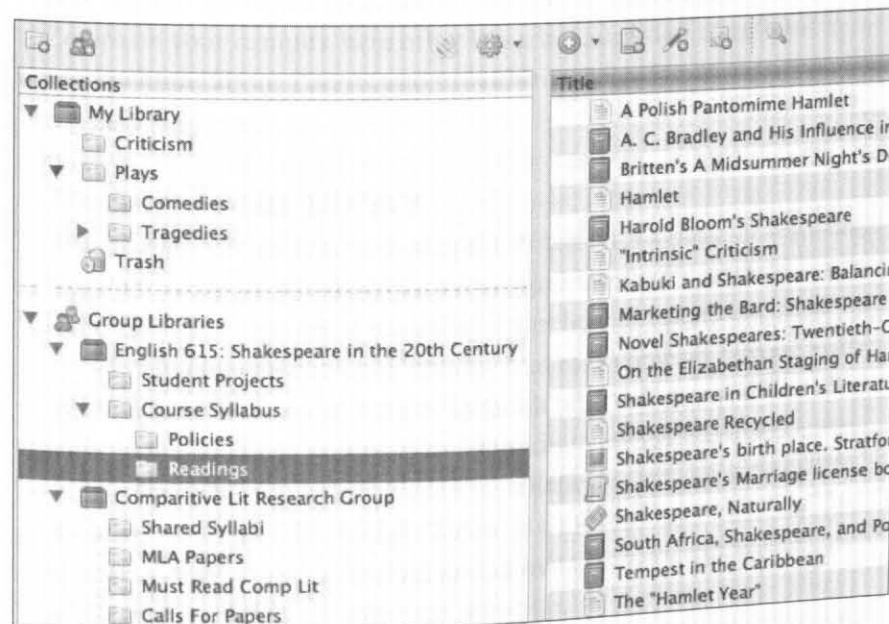 Collections
My Library
Criticism
Plays
Comedies
Tragedies
Trash
Group Libraries
English 615: Shakespeare in the 20th Century
Student Projects
Course Syllabus
Policies
Readings
Comparitive Lit Research Group
Shared Syllabi
MLA Papers
Must Read Comp Lit
Calls For Papers
Title
A Polish Pantomime Hamlet
A. C. Bradley and His Influence in
Britten's A Midsummer Night's D
Hamlet
Harold Bloom's Shakespeare
"Intrinsic" Criticism
Kabuki and Shakespeare: Balancin
Marketing the Bard: Shakespeare
Novel Shakespeares: Twentieth-C
On the Elizabethan Staging of Ha
Shakespeare in Children's Literatu
Shakespeare Recycled
Shakespeare's birth place. Stratfor
Shakespeare's Marriage license bo
Shakespeare, Naturally
South Africa, Shakespeare, and Po
Tempest in the Caribbean
The "Hamlet Year"